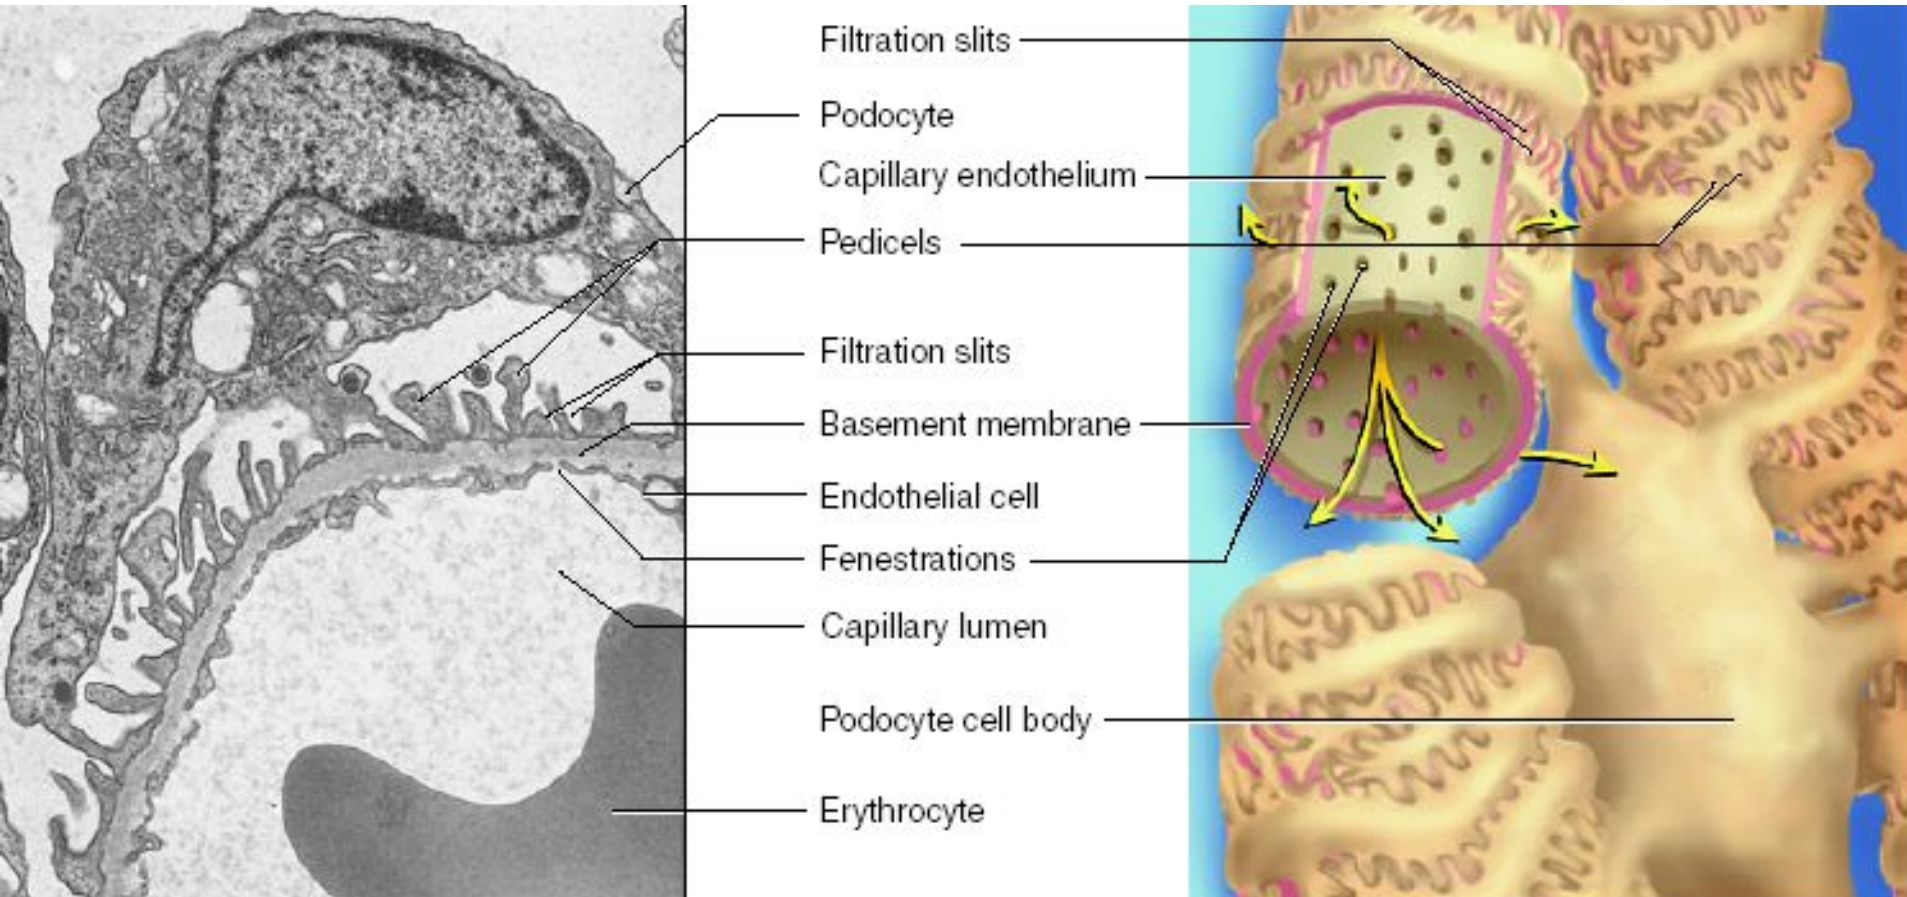 Filtration slits
Podocyte
Capillary endothelium
Pedicels
Filtration slits
Basement membrane
Endothelial cell
Fenestrations
Capillary lumen
Podocyte cell body
Erythrocyte